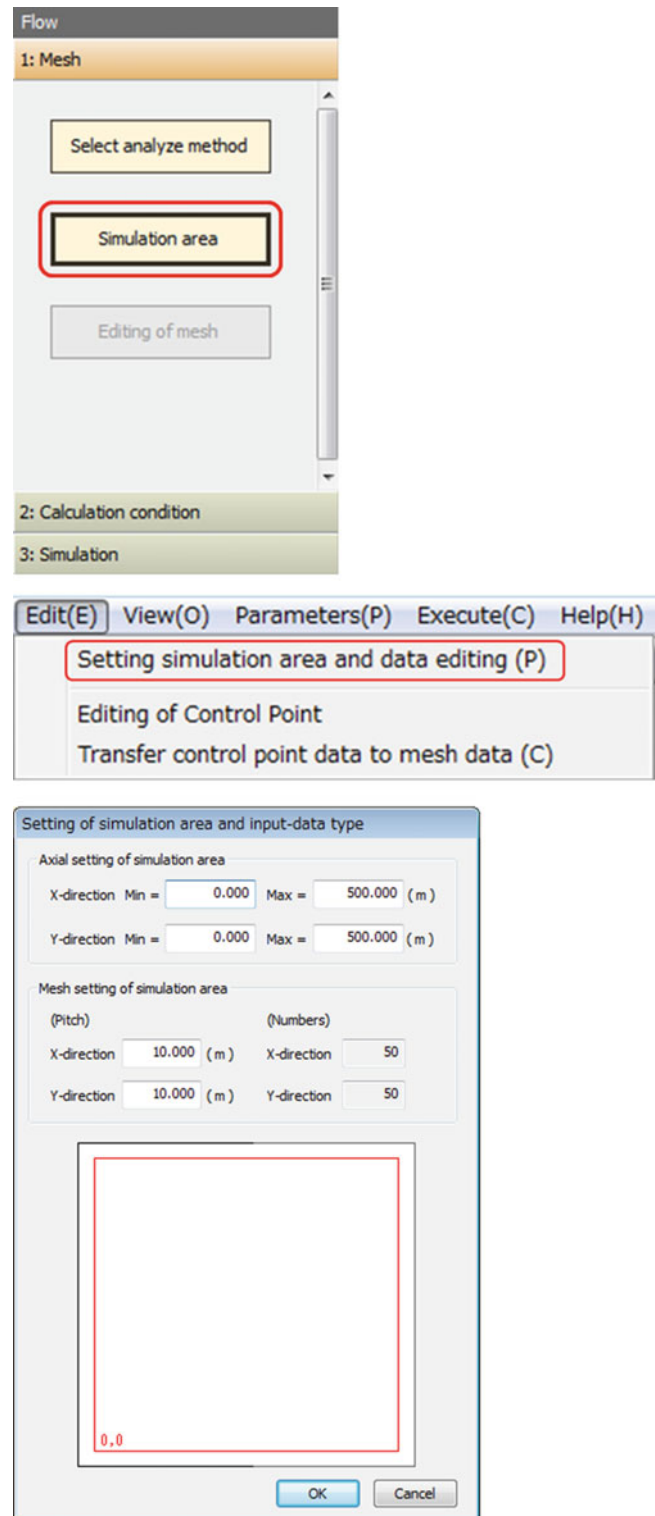 Flow
1: Mesh
Select analyze method
Simulation area
Editing of mesh
2: Calculation condition
3: Simulation
Edit(E) View(O) Parameters(P) Execute(C) Help(H)
Setting simulation area and data editing (P)
Editing of Control Point
Transfer control point data to mesh data (C)
Setting of simulation area and input-data type
Axial setting of simulation area
X-direction Min = 0.000 Max = 500.000 (m)
Y-direction Min = 0.000 Max = 500.000 (m)
Mesh setting of simulation area
(Pitch) (Numbers)
X-direction 10.000 (m) X-direction 50
Y-direction 10.000 (m) Y-direction 50
0,0
OK Cancel